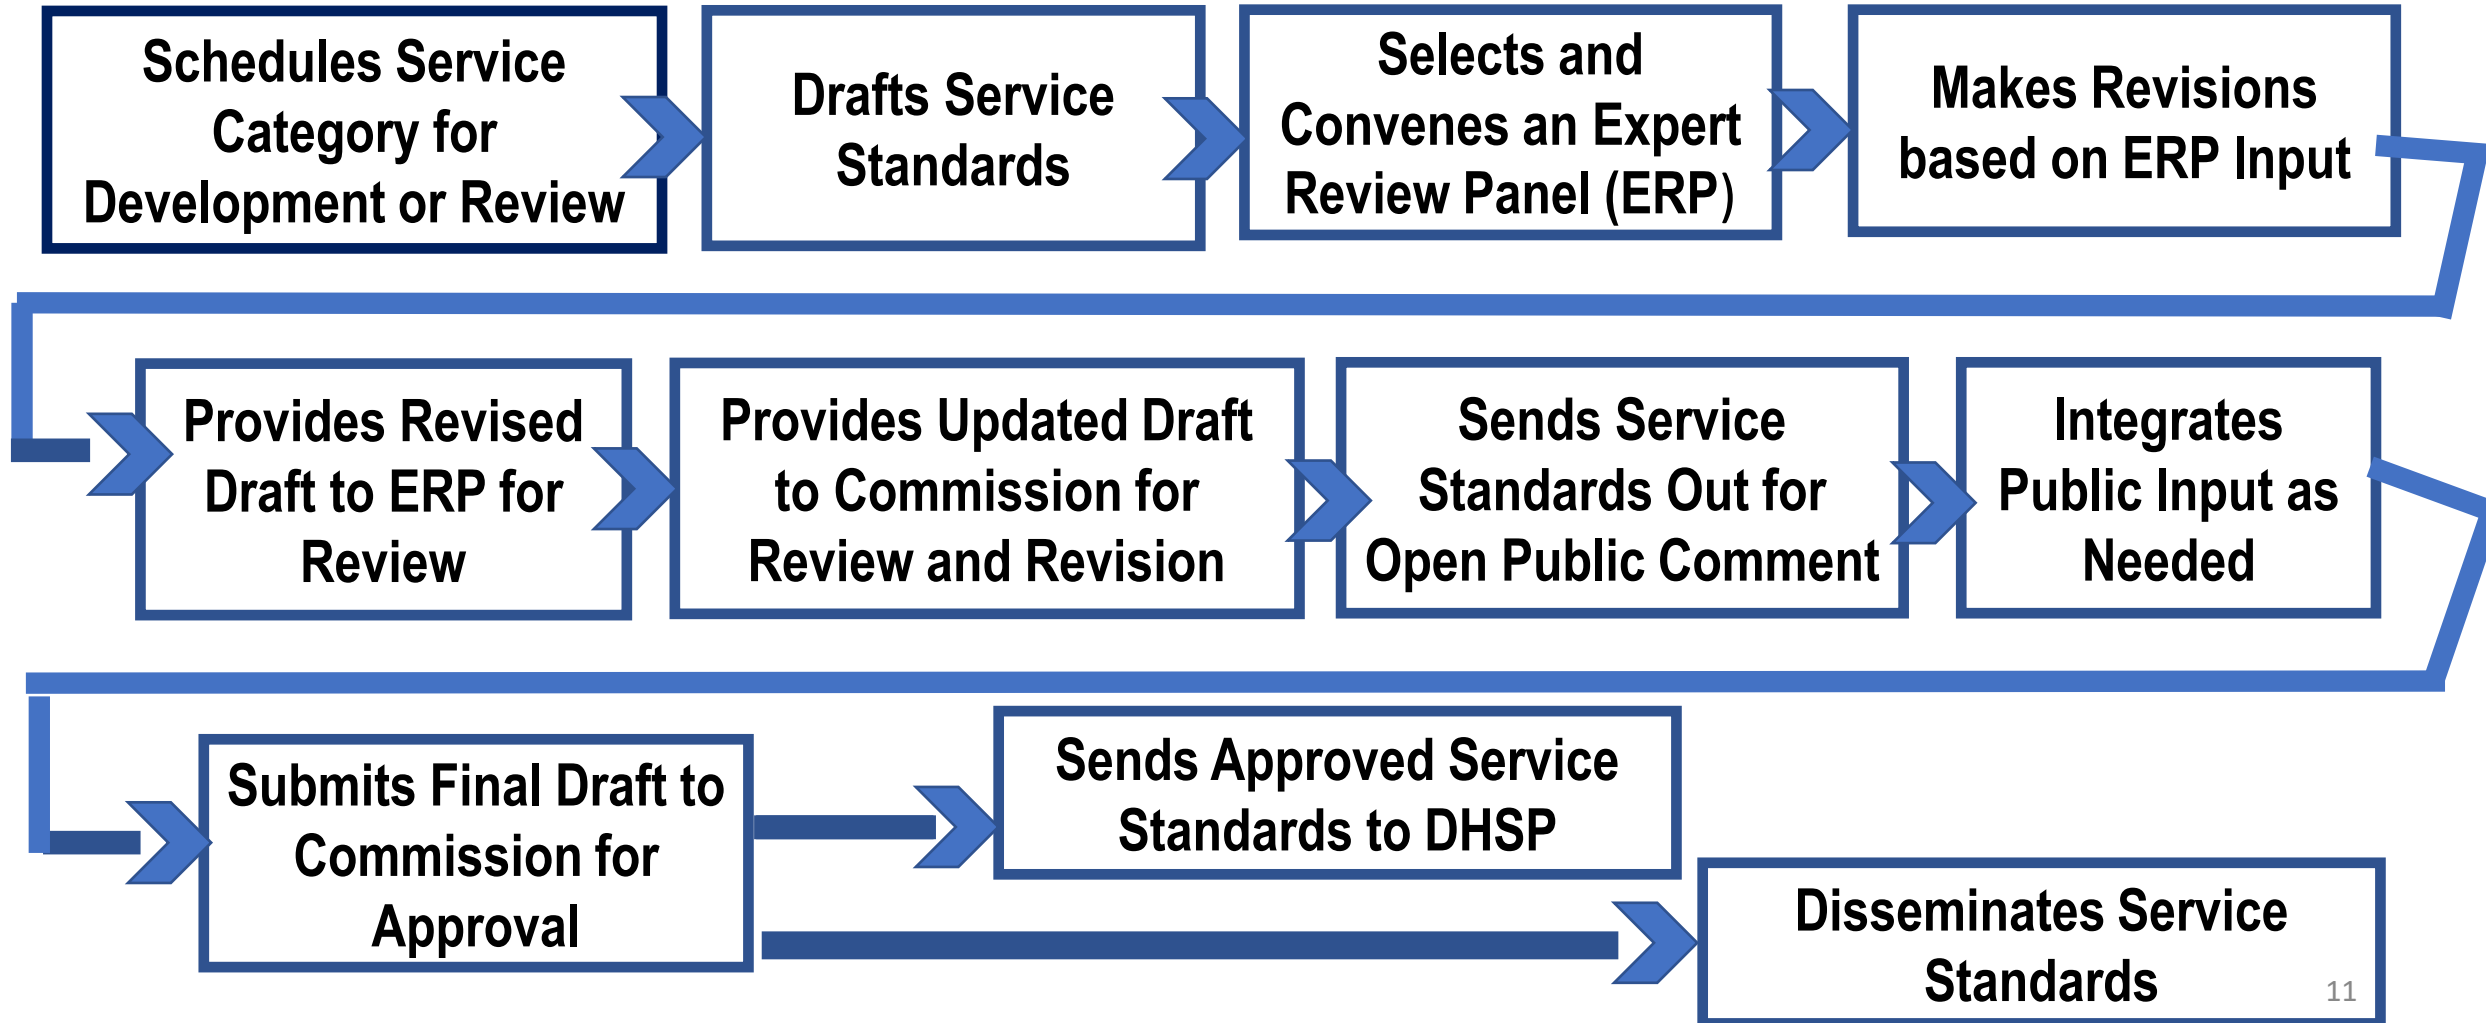 Schedules Service
Category for
Development or Review
Drafts Service
Standards
Selects and
Convenes an Expert
Review Panel (ERP)
Makes Revisions
based on ERP Input
Provides Revised
Draft to ERP for
Review
Provides Updated Draft
to Commission for
Review and Revision
Sends Service
Standards Out for
Open Public Comment
Integrates
Public Input as
Needed
Submits Final Draft to
Commission for
Approval
Sends Approved Service
Standards to DHSP
Disseminates Service
Standards
11